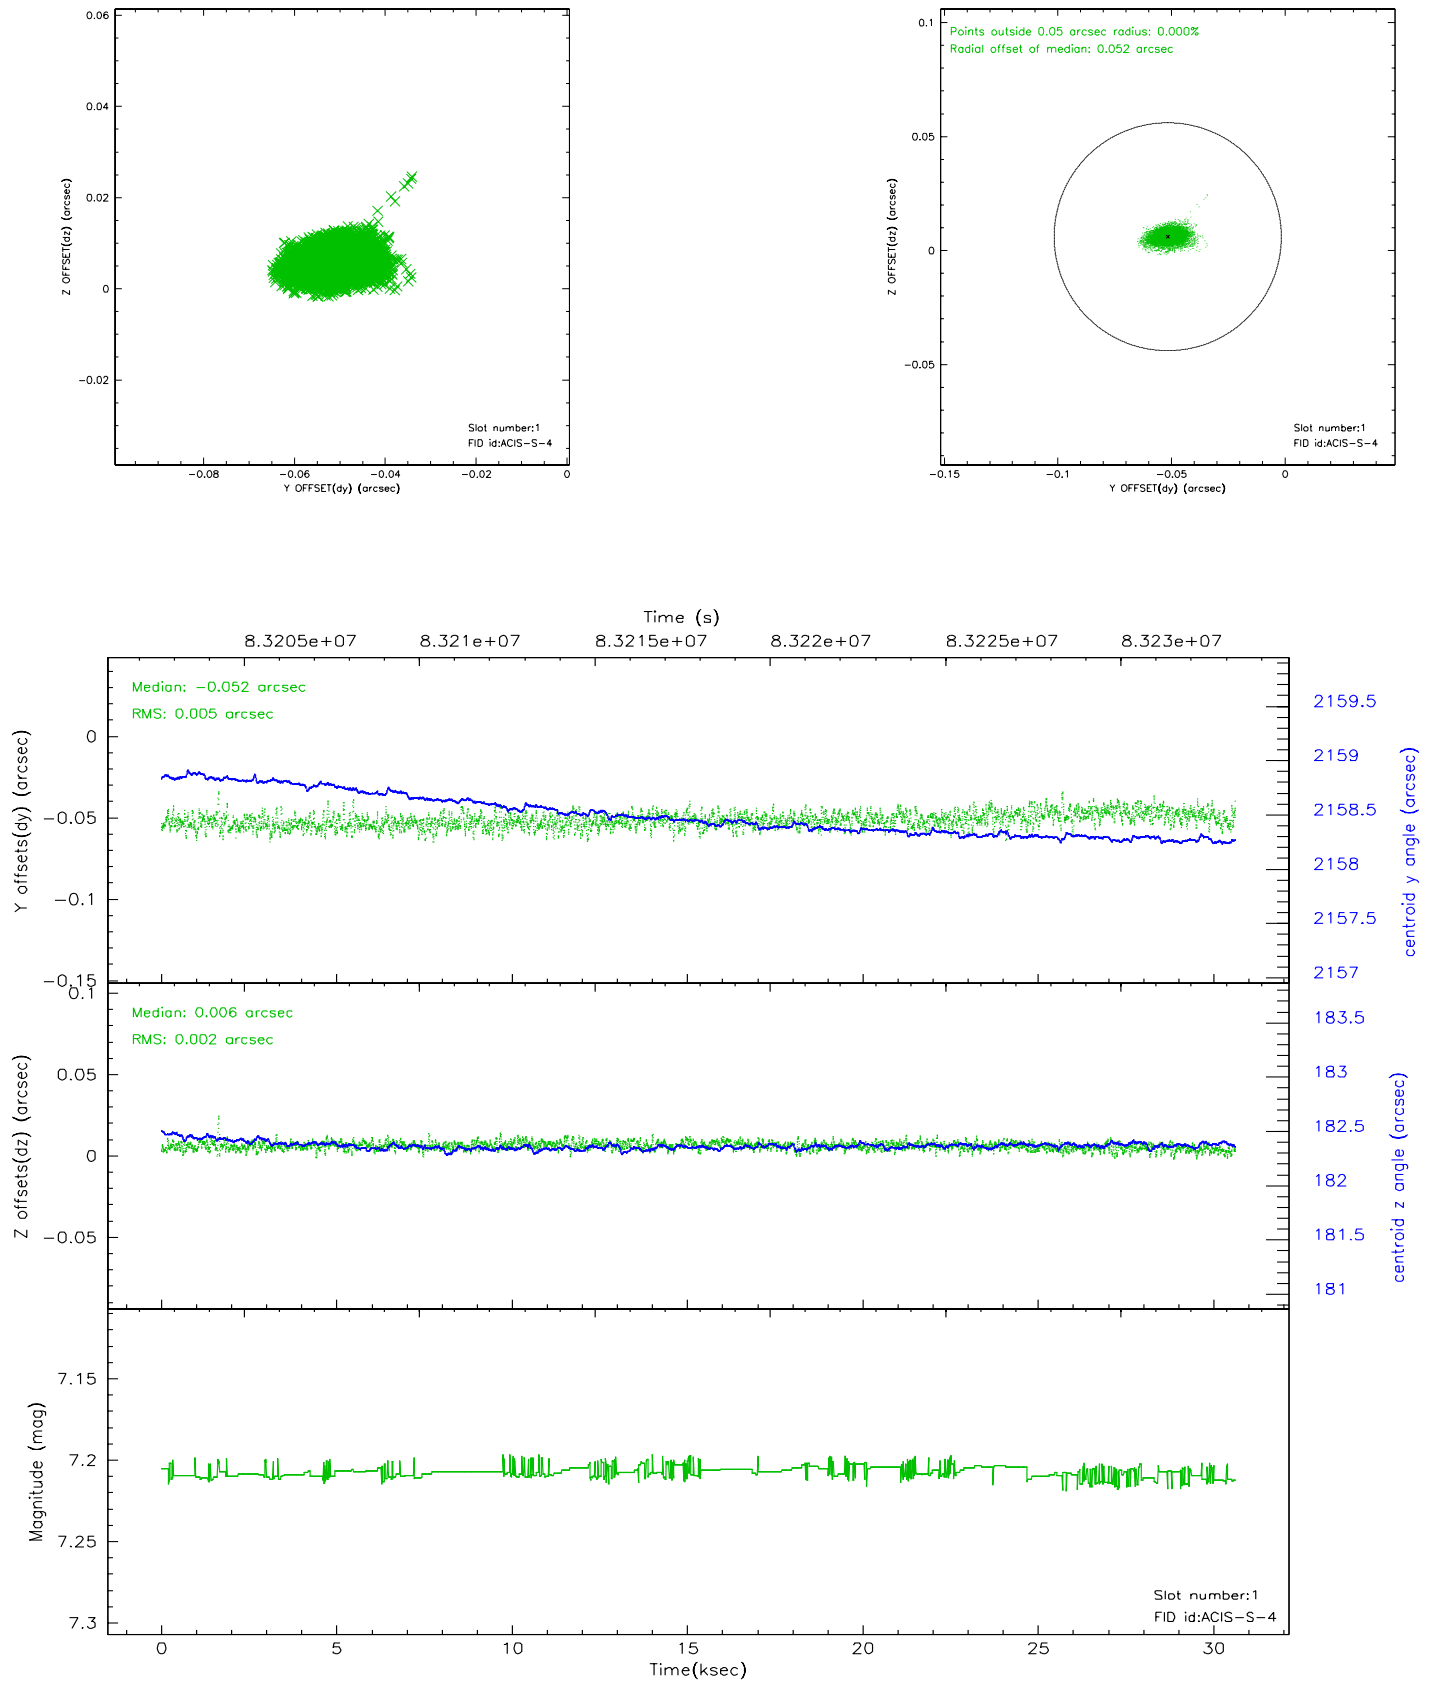 0.06
0.04
0.02
0
−0.02
Z OFFSET(dz) (arcsec)
Slot number:1
FID id:ACIS−S−4
−0.08
−0.06
−0.04
−0.02
0
Y OFFSET(dy) (arcsec)
Points outside 0.05 arcsec radius: 0.000%
Radial offset of median: 0.052 arcsec
0.1
0.05
0
−0.05
Z OFFSET(dz) (arcsec)
Slot number:1
FID id:ACIS−S−4
−0.15
−0.1
−0.05
0
Y OFFSET(dy) (arcsec)
Time (s)
8.3205e+07
8.321e+07
8.3215e+07
8.322e+07
8.3225e+07
8.323e+07
Median: −0.052 arcsec
RMS: 0.005 arcsec
0
−0.05
−0.1
−0.15
Y offsets(dy) (arcsec)
2159.5
2159
2158.5
2158
2157.5
2157
centroid y angle (arcsec)
Median: 0.006 arcsec
RMS: 0.002 arcsec
0.1
0.05
0
−0.05
Z offsets(dz) (arcsec)
183.5
183
182.5
182
181.5
181
centroid z angle (arcsec)
7.15
7.2
7.25
7.3
Magnitude (mag)
Slot number:1
FID id:ACIS−S−4
0
5
10
15
20
25
30
Time(ksec)